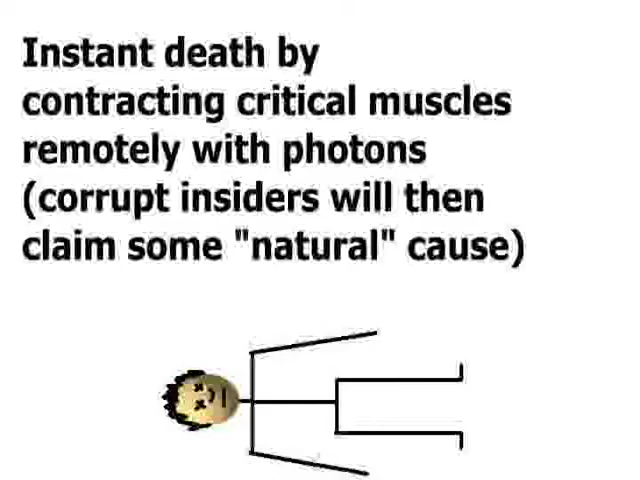 Instant death by
contracting critical muscles
remotely with photons
(corrupt insiders will then
claim some "natural" cause)